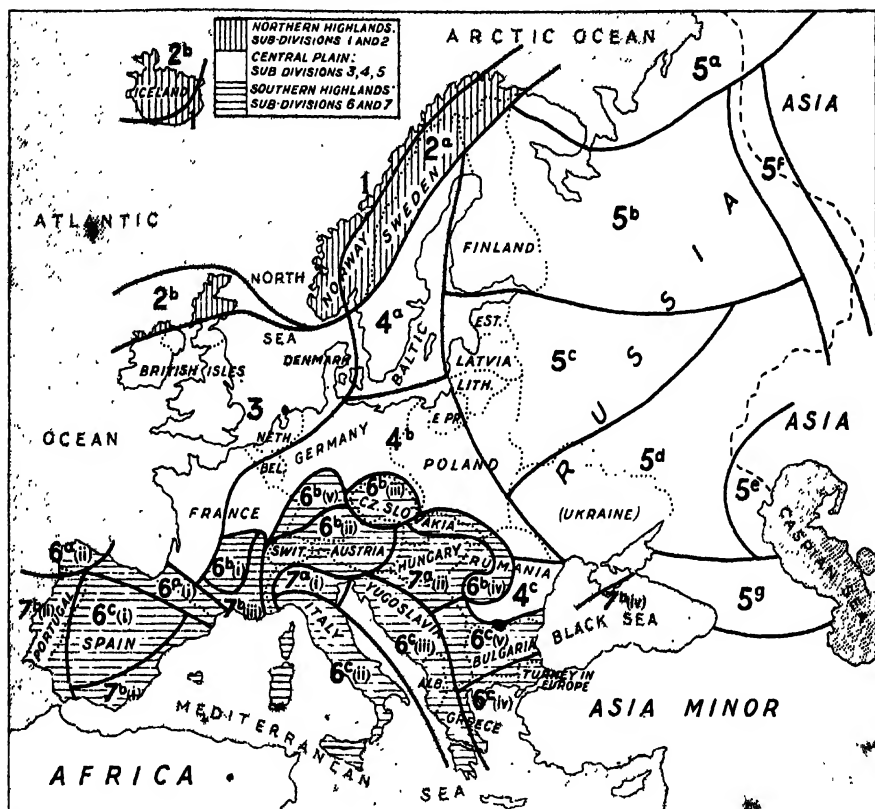 NORTHERN HIGHLANDS.
SUB-DIVISIONS 1 AND 2
CENTRAL PLAIN:
SUB DIVISIONS 3,4,5
SOUTHERN HIGHLANDS
SUB-DIVISIONS 6 AND 7
ARCTIC OCEAN
2b
ICELAND
5a
ASIA
2a
5f
1
ATLANTIC
NORWAY
SWEDEN
5b
FINLAND
RUSSIA
NORTH
2b
SEA
4a
BALTIC
EST.
DENMARK
LATVIA
5c
BRITISH ISLES
LITH.
3
E PR.
ASIA
OCEAN
NETH.
GERMANY
4b
BEL.
POLAND
5d
5e
6b(v)
6b(iii)
CZ. SLOVAKIA
(UKRAINE)
CASPIAN SEA
FRANCE
6b(ii)
6a(ii)
SWIT.
AUSTRIA
HUNGARY
RUMANIA
6b(i)
6a(i)
7a(i)
7a(ii)
6b(iv)
4c
7b(ii)
PORTUGAL
6c(i)
7b(iii)
ITALY
YUGOSLAVIA
7b(iv)
5g
SPAIN
6c(iii)
6c(v)
BULGARIA
BLACK SEA
6c(ii)
ALB.
TURKEY IN
EUROPE
7b(i)
6c(iv)
GREECE
MEDITERRANEAN
ASIA MINOR
AFRICA
SEA